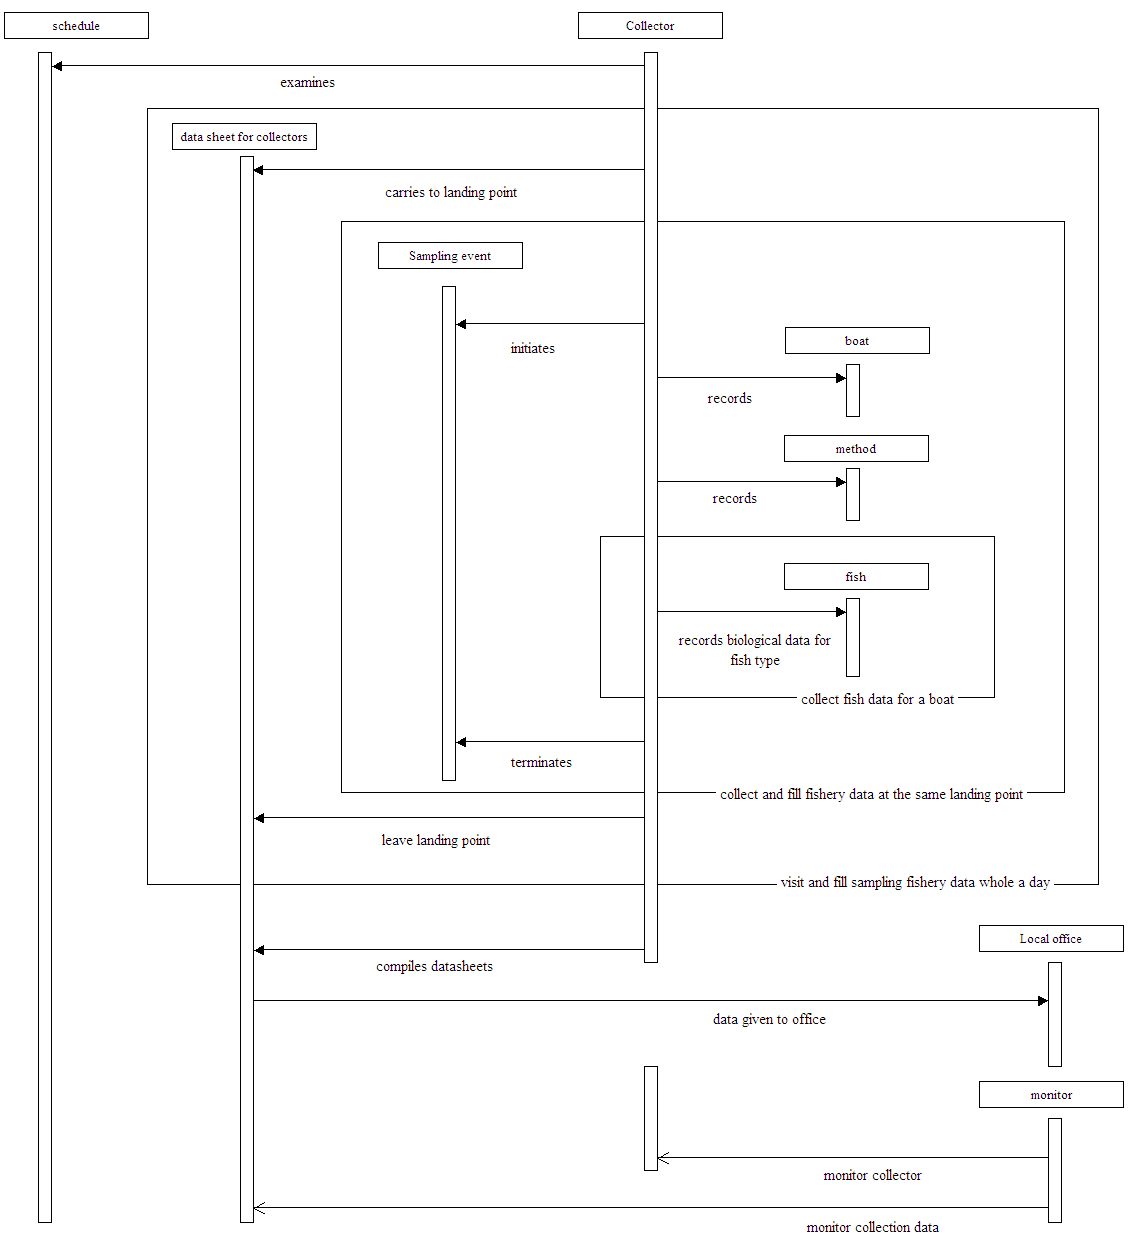 schedule
Collector
examines
data sheet for collectors
carries to landing point
Sampling event
initiates
boat
records
method
records
fish
records biological data for
fish type
collect fish data for a boat
terminates
collect and fill fishery data at the same landing point
leave landing point
visit and fill sampling fishery data whole a day
Local office
compiles datasheets
data given to office
monitor
monitor collector
monitor collection data